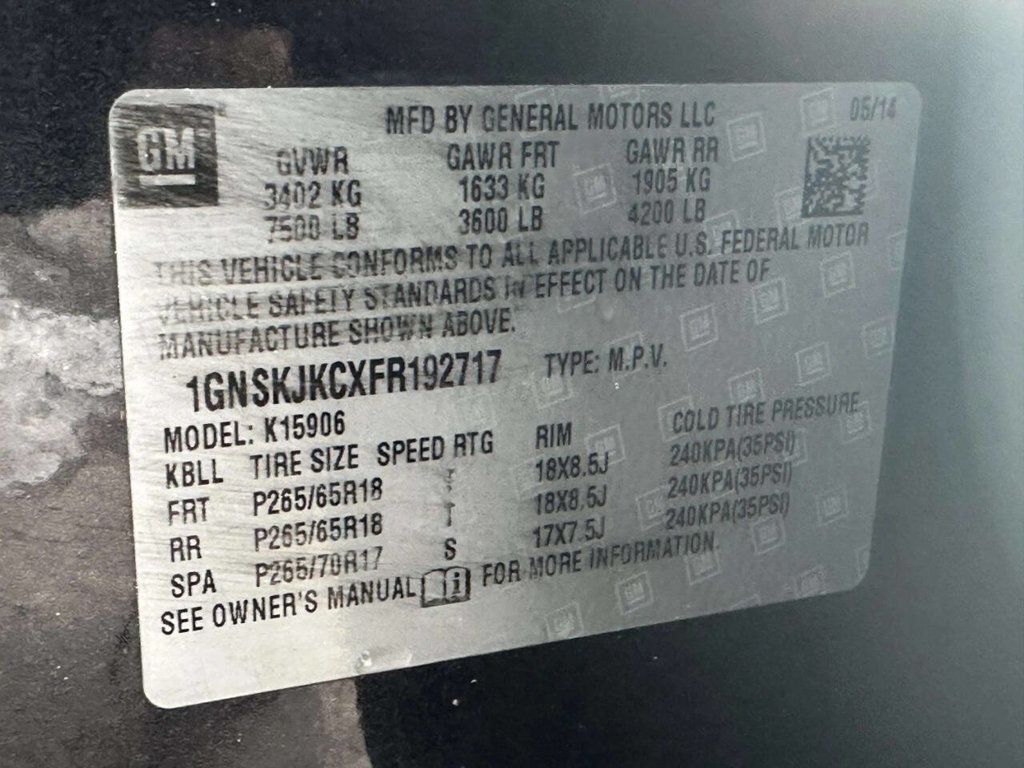 GM
MFD BY GENERAL MOTORS LLC 05/14
GVWR GAWR FRT GAWR RR
3402 KG 1633 KG 1905 KG
7500 LB 3600 LB 4200 LB
THIS VEHICLE CONFORMS TO ALL APPLICABLE U.S. FEDERAL MOTOR
VEHICLE SAFETY STANDARDS IN EFFECT ON THE DATE OF
MANUFACTURE SHOWN ABOVE.
1GNSKJKCXFR192717 TYPE: M.P.V.
MODEL: K15906
KBLL TIRE SIZE SPEED RTG RIM COLD TIRE PRESSURE
FRT P265/65R18 T 18X8.5J 240KPA(35PSI)
RR P265/65R18 T 18X8.5J 240KPA(35PSI)
SPA P265/70R17 S 17X7.5J 240KPA(35PSI)
SEE OWNER'S MANUAL FOR MORE INFORMATION.